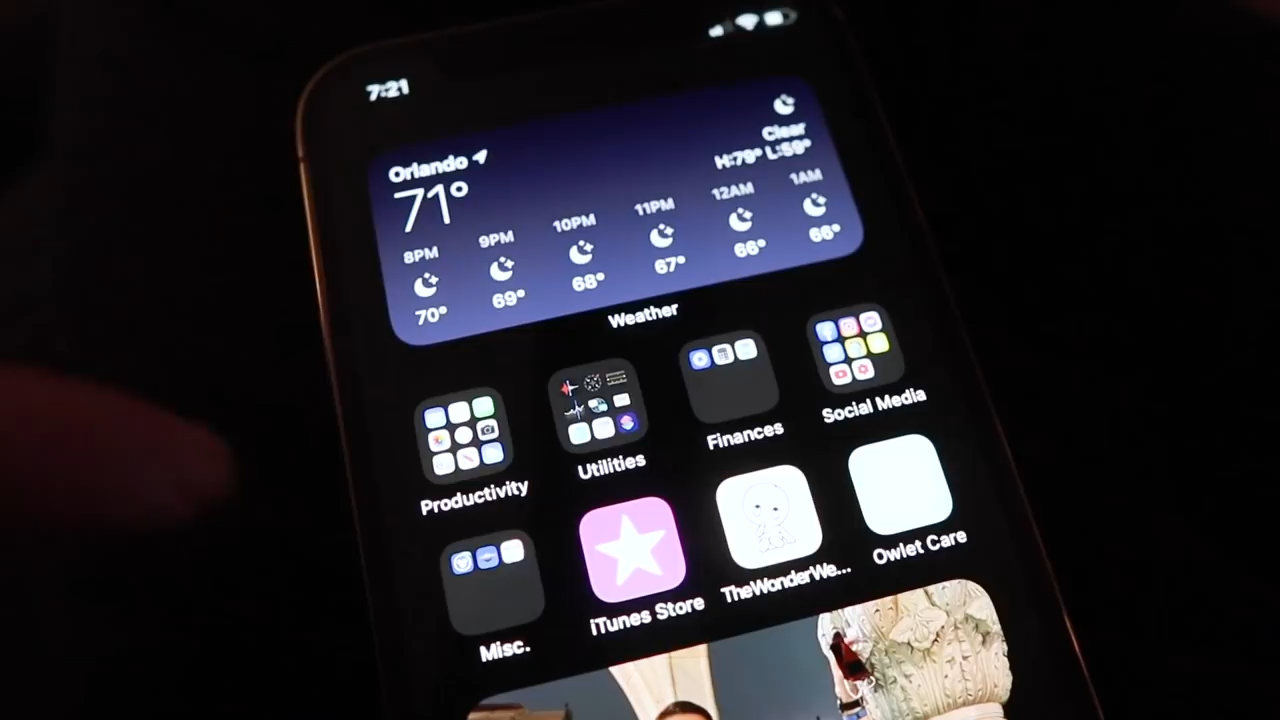 7:21
Orlando
Clear
71°
H:79° L:59°
8PM 9PM 10PM 11PM 12AM 1AM
70° 69° 68° 67° 66° 66°
Weather
Productivity Utilities Finances Social Media
Misc. iTunes Store TheWonderWe... Owlet Care